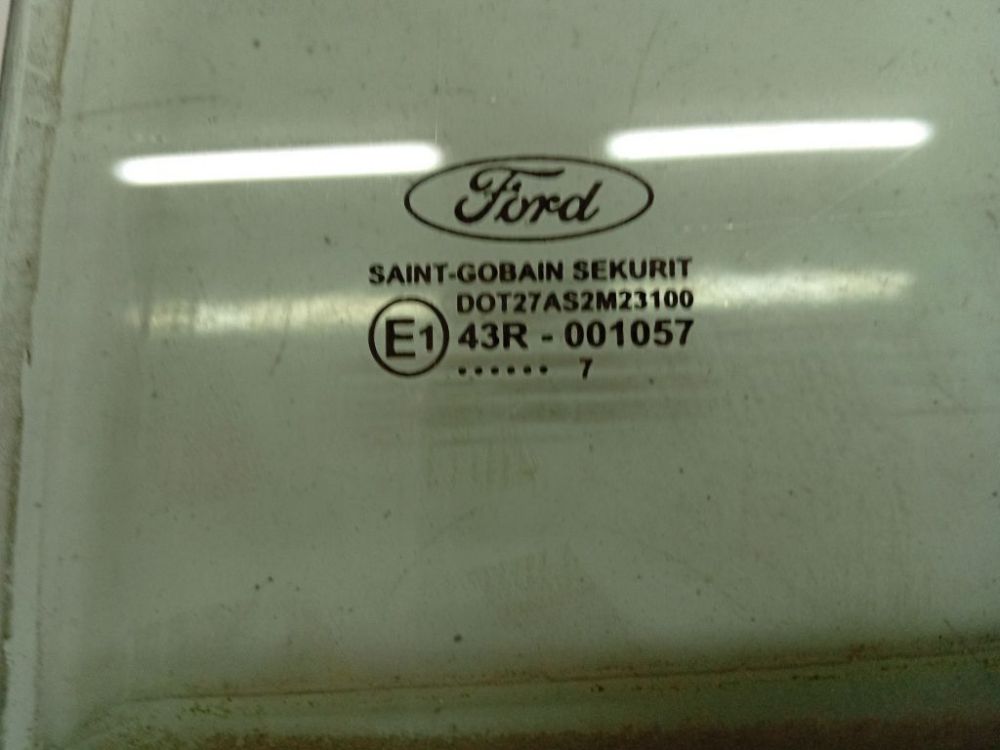 Ford
SAINT-GOBAIN SEKURIT
DOT27AS2M23100
E1 43R - 001057
...... 7